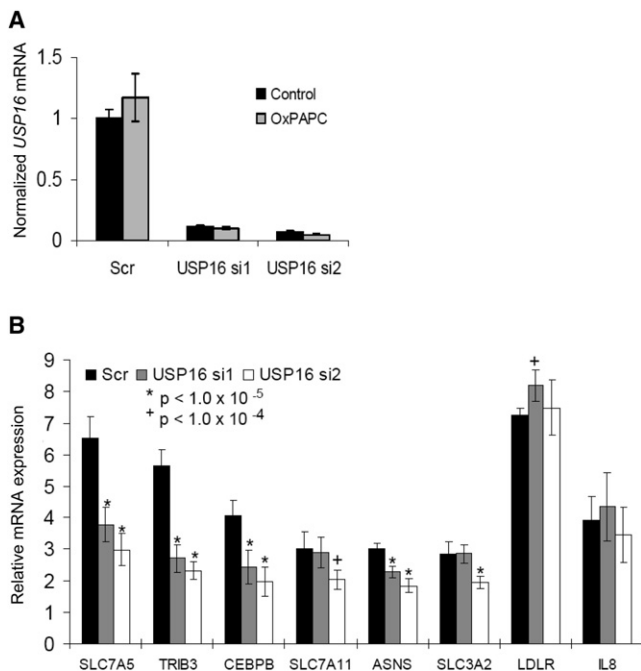 A
Normalized USP16 mRNA
1.5
1
0.5
0
Control
OxPAPC
Scr
USP16 si1
USP16 si2
B
Relative mRNA expression
9
8
7
6
5
4
3
2
1
0
Scr USP16 si1 USP16 si2
* p < 1.0 x 10 -5
+ p < 1.0 x 10 -4
* * * * * * + * * * +
SLC7A5 TRIB3 CEBPB SLC7A11 ASNS SLC3A2 LDLR IL8